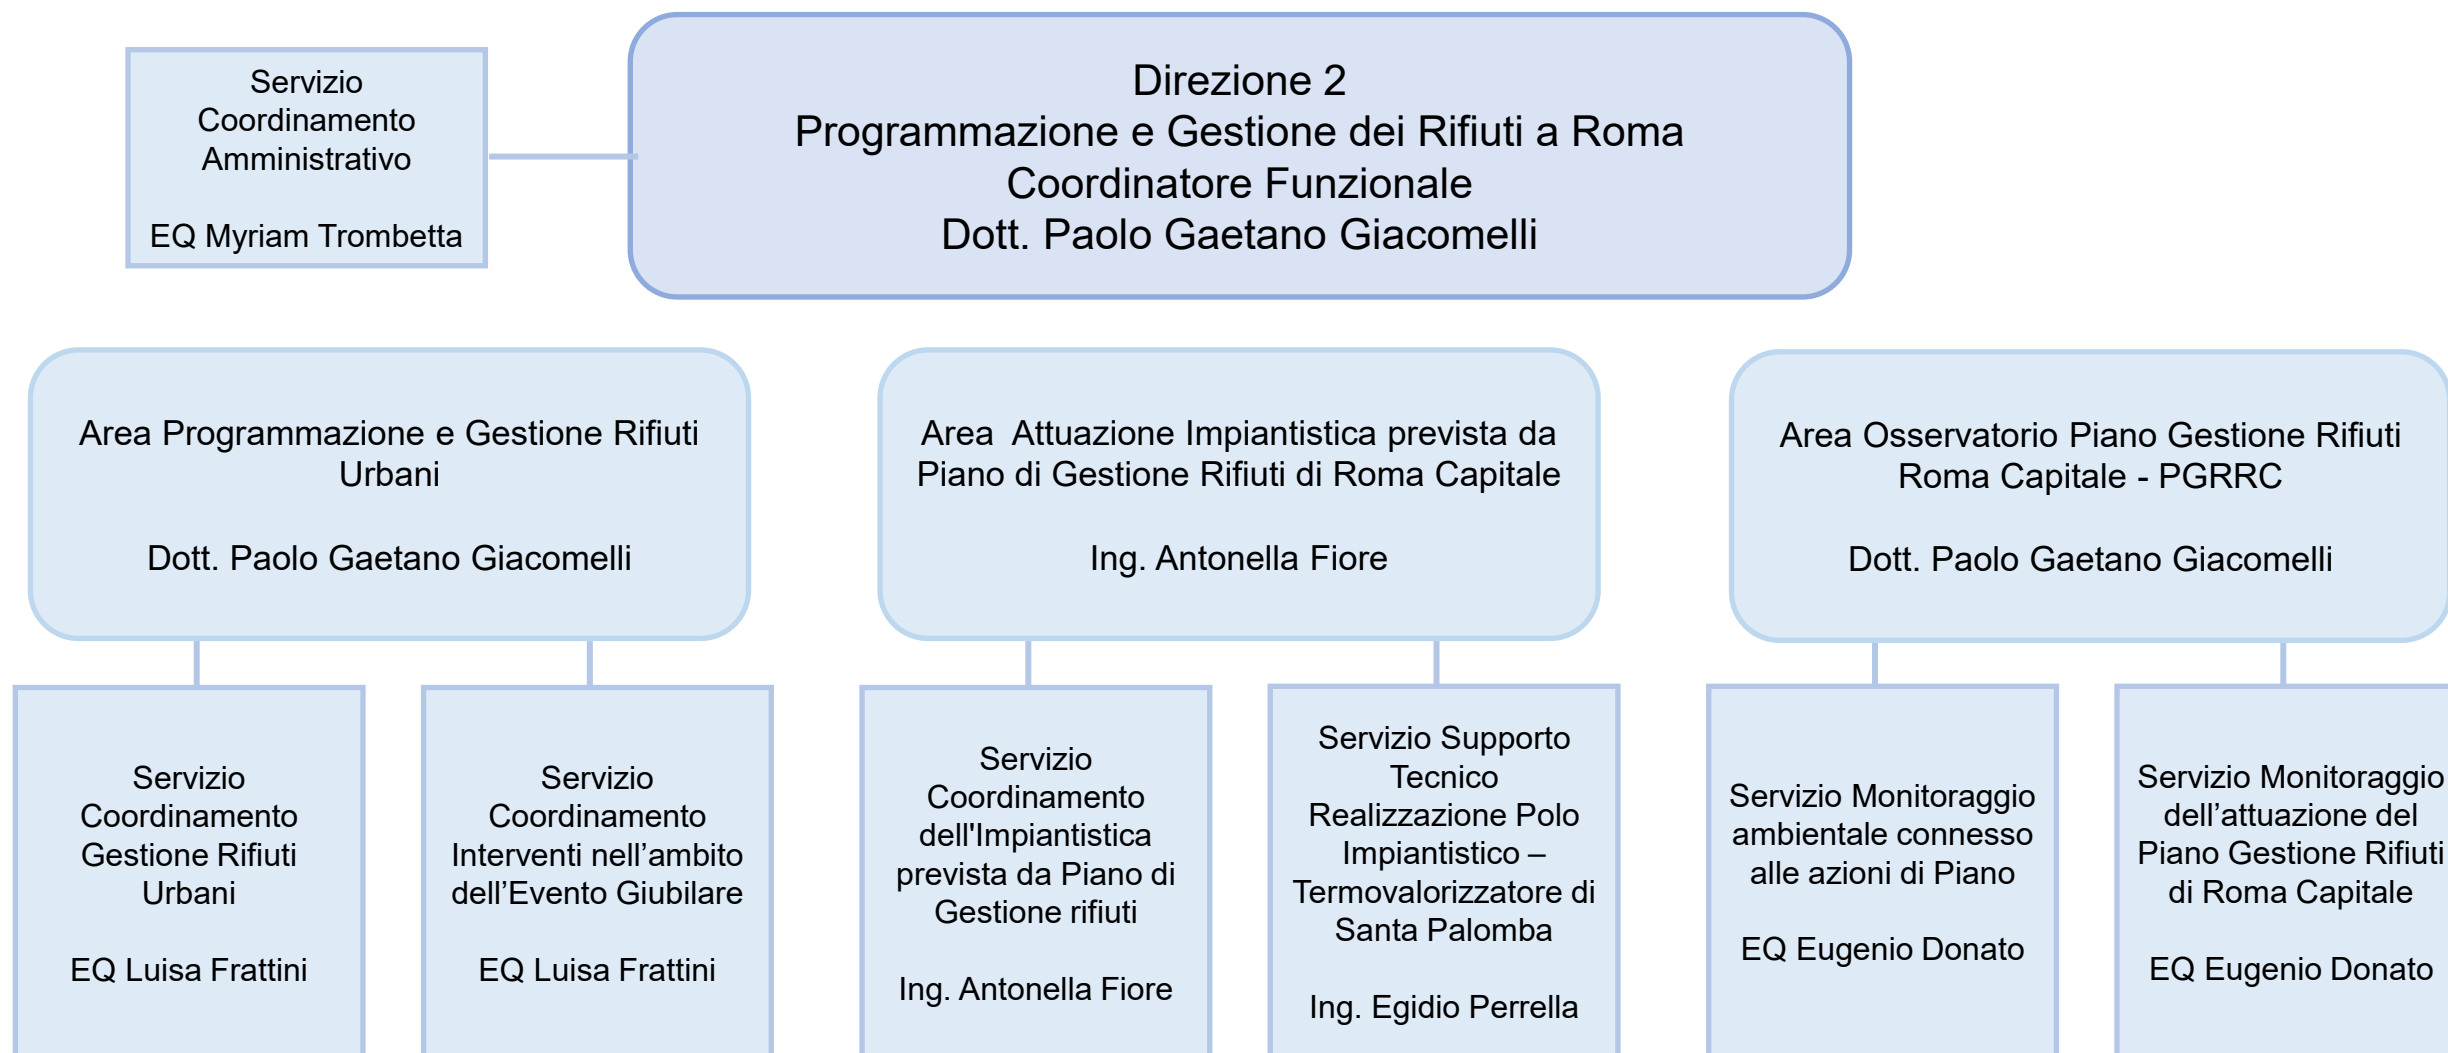 Servizio
Coordinamento
Amministrativo
EQ Myriam Trombetta
Direzione 2
Programmazione e Gestione dei Rifiuti a Roma
Coordinatore Funzionale
Dott. Paolo Gaetano Giacomelli
Area Programmazione e Gestione Rifiuti
Urbani
Dott. Paolo Gaetano Giacomelli
Area  Attuazione Impiantistica prevista da
Piano di Gestione Rifiuti di Roma Capitale
Ing. Antonella Fiore
Area Osservatorio Piano Gestione Rifiuti
Roma Capitale - PGRRC
Dott. Paolo Gaetano Giacomelli
Servizio
Coordinamento
Gestione Rifiuti
Urbani
EQ Luisa Frattini
Servizio
Coordinamento
Interventi nell’ambito
dell’Evento Giubilare
EQ Luisa Frattini
Servizio
Coordinamento
dell'Impiantistica
prevista da Piano di
Gestione rifiuti
Ing. Antonella Fiore
Servizio Supporto
Tecnico
Realizzazione Polo
Impiantistico –
Termovalorizzatore di
Santa Palomba
Ing. Egidio Perrella
Servizio Monitoraggio
ambientale connesso
alle azioni di Piano
EQ Eugenio Donato
Servizio Monitoraggio
dell’attuazione del
Piano Gestione Rifiuti
di Roma Capitale
EQ Eugenio Donato